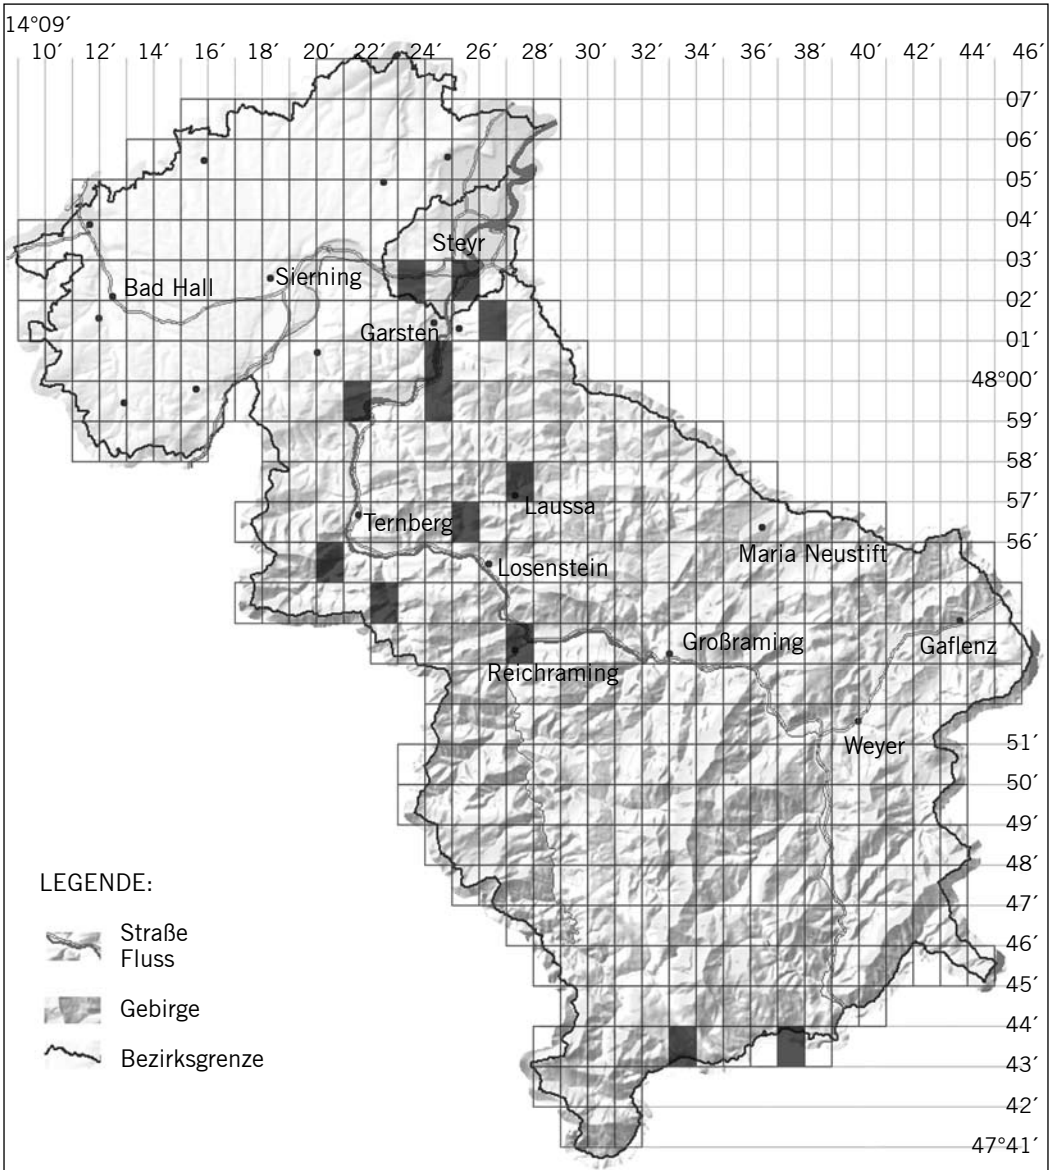 14°09′
10′ 12′ 14′ 16′ 18′ 20′ 22′ 24′ 26′ 28′ 30′ 32′ 34′ 36′ 38′ 40′ 42′ 44′ 46′
07′
06′
05′
04′
Steyr
03′
Sierning
Bad Hall
02′
Garsten
01′
48°00′
59′
58′
57′
Laussa
Ternberg
56′
Maria Neustift
Losenstein
Großraming
Gaflenz
Reichraming
Weyer
51′
50′
49′
48′
47′
46′
45′
44′
43′
42′
47°41′
LEGENDE:
Straße
Fluss
Gebirge
Bezirksgrenze